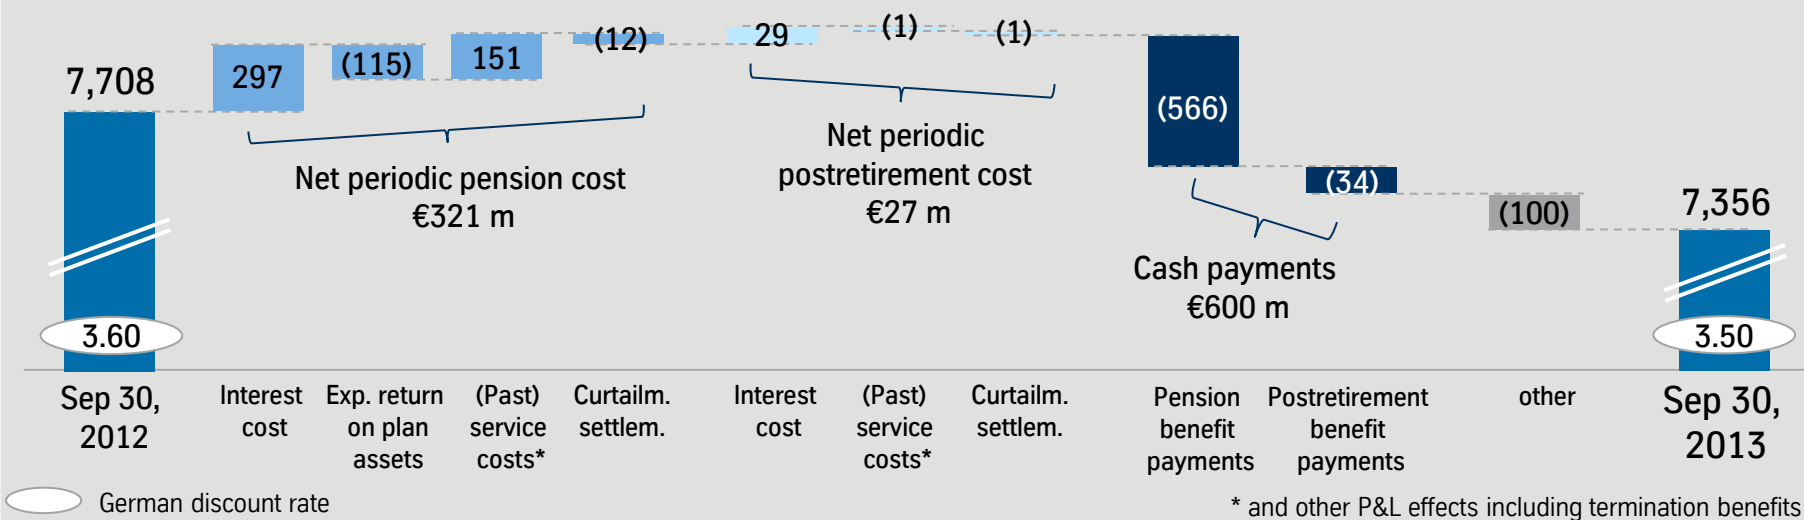 7,708
297
(115)
151
(12)
29
(1)
(1)
(566)
(34)
(100)
7,356
Net periodic pension cost
€321 m
Net periodic
postretirement cost
€27 m
Cash payments
€600 m
3.60
3.50
Sep 30,
2012
Interest
cost
Exp. return
on plan
assets
(Past)
service
costs*
Curtailm.
settlem.
Interest
cost
(Past)
service
costs*
Curtailm.
settlem.
Pension
benefit
payments
Postretirement
benefit
payments
other
Sep 30,
2013
German discount rate
* and other P&L effects including termination benefits